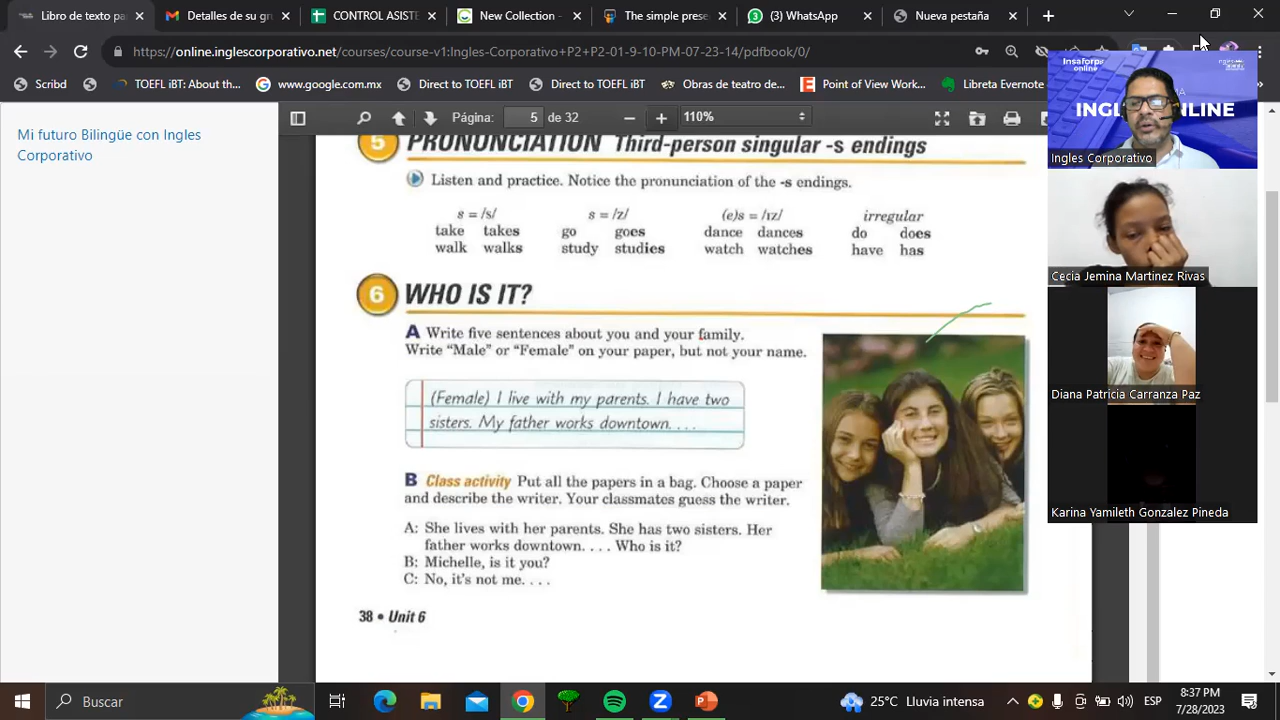 Libro de texto pa
Detalles de su gr
CONTROL ASISTE
New Collection -
The simple prese
(3) WhatsApp
Nueva pestaña
https://online.inglescorporativo.net/courses/course-v1:Ingles-Corporativo+P2+P2-01-9-10-PM-07-23-14/pdfbook/0/
Scribd
TOEFL iBT: About the...
www.google.co
Direct to TOEFL iBT
Direct to TOEFL iBT
Obras de teatro de...
Point of View Work...
Libreta Evernote
Mi futuro Bilingüe con Ingles
Corporativo
Página: 5 de 32
110%
5 PRONUNCIATION Third-person singular -s endings
Listen and practice. Notice the pronunciation of the -s endings.
s = /s/ s = /z/ (e)s = /ɪz/ irregular
take takes go goes dance dances do does
walk walks study studies watch watches have has
6 WHO IS IT?
A Write five sentences about you and your family.
Write “Male” or “Female” on your paper, but not your name.
(Female) I live with my parents. I have two
sisters. My father works downtown. . . .
B Class activity Put all the papers in a bag. Choose a paper
and describe the writer. Your classmates guess the writer.
A: She lives with her parents. She has two sisters. Her
father works downtown. . . . Who is it?
B: Michelle, is it you?
C: No, it's not me. . . .
38 • Unit 6
Insaforp
online
Ingles Corporativo
Cecia Jemina Martinez Rivas
Diana Patricia Carranza Paz
Karina Yamileth Gonzalez Pineda
Buscar
25°C Lluvia intensa
ESP
8:37 PM
7/28/2023